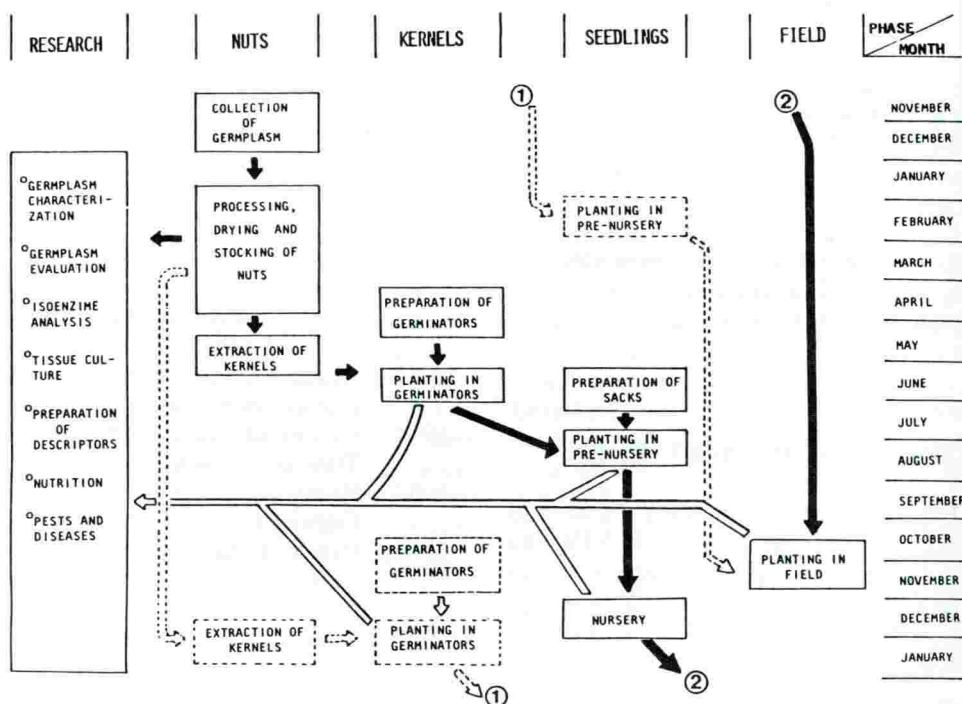 RESEARCH
NUTS
KERNELS
SEEDLINGS
FIELD
PHASE
MONTH
①
②
COLLECTION
OF
GERMPLASM
NOVEMBER
DECEMBER
JANUARY
FEBRUARY
MARCH
APRIL
MAY
JUNE
JULY
AUGUST
SEPTEMBER
OCTOBER
NOVEMBER
DECEMBER
JANUARY
°GERMPLASM
CHARACTERI-
ZATION
°GERMPLASM
EVALUATION
°ISOENZIME
ANALYSIS
°TISSUE CUL-
TURE
°PREPARATION
OF
DESCRIPTORS
°NUTRITION
°PESTS AND
DISEASES
PROCESSING,
DRYING AND
STOCKING OF
NUTS
PLANTING IN
PRE-NURSERY
PREPARATION OF
GERMINATORS
EXTRACTION OF
KERNELS
PLANTING IN
GERMINATORS
PREPARATION OF
SACKS
PLANTING IN
PRE-NURSERY
PREPARATION OF
GERMINATORS
PLANTING IN
FIELD
EXTRACTION OF
KERNELS
PLANTING IN
GERMINATORS
NURSERY
①
②